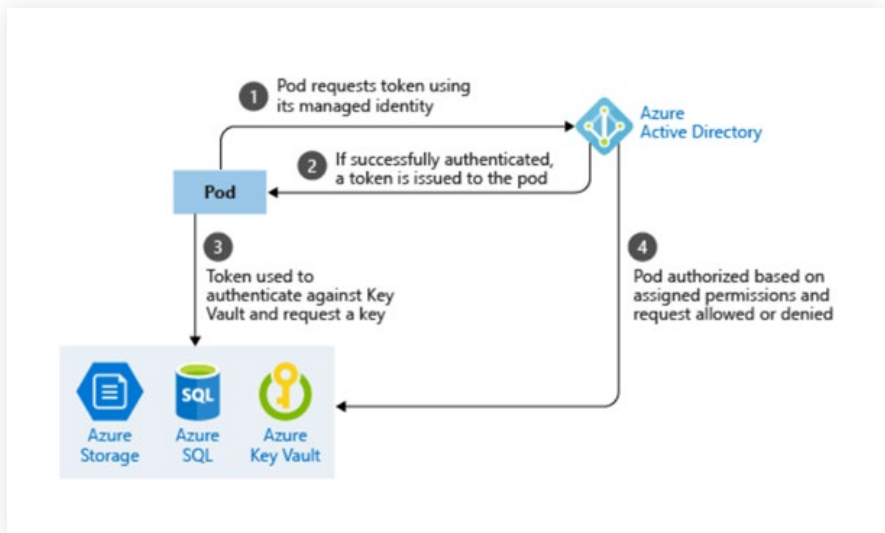 1
Pod requests token using
its managed identity
Azure
Active Directory
2
If successfully authenticated,
a token is issued to the pod
Pod
3
Token used to
authenticate against Key
Vault and request a key
4
Pod authorized based on
assigned permissions and
request allowed or denied
SQL
Azure
Storage
Azure
SQL
Azure
Key Vault